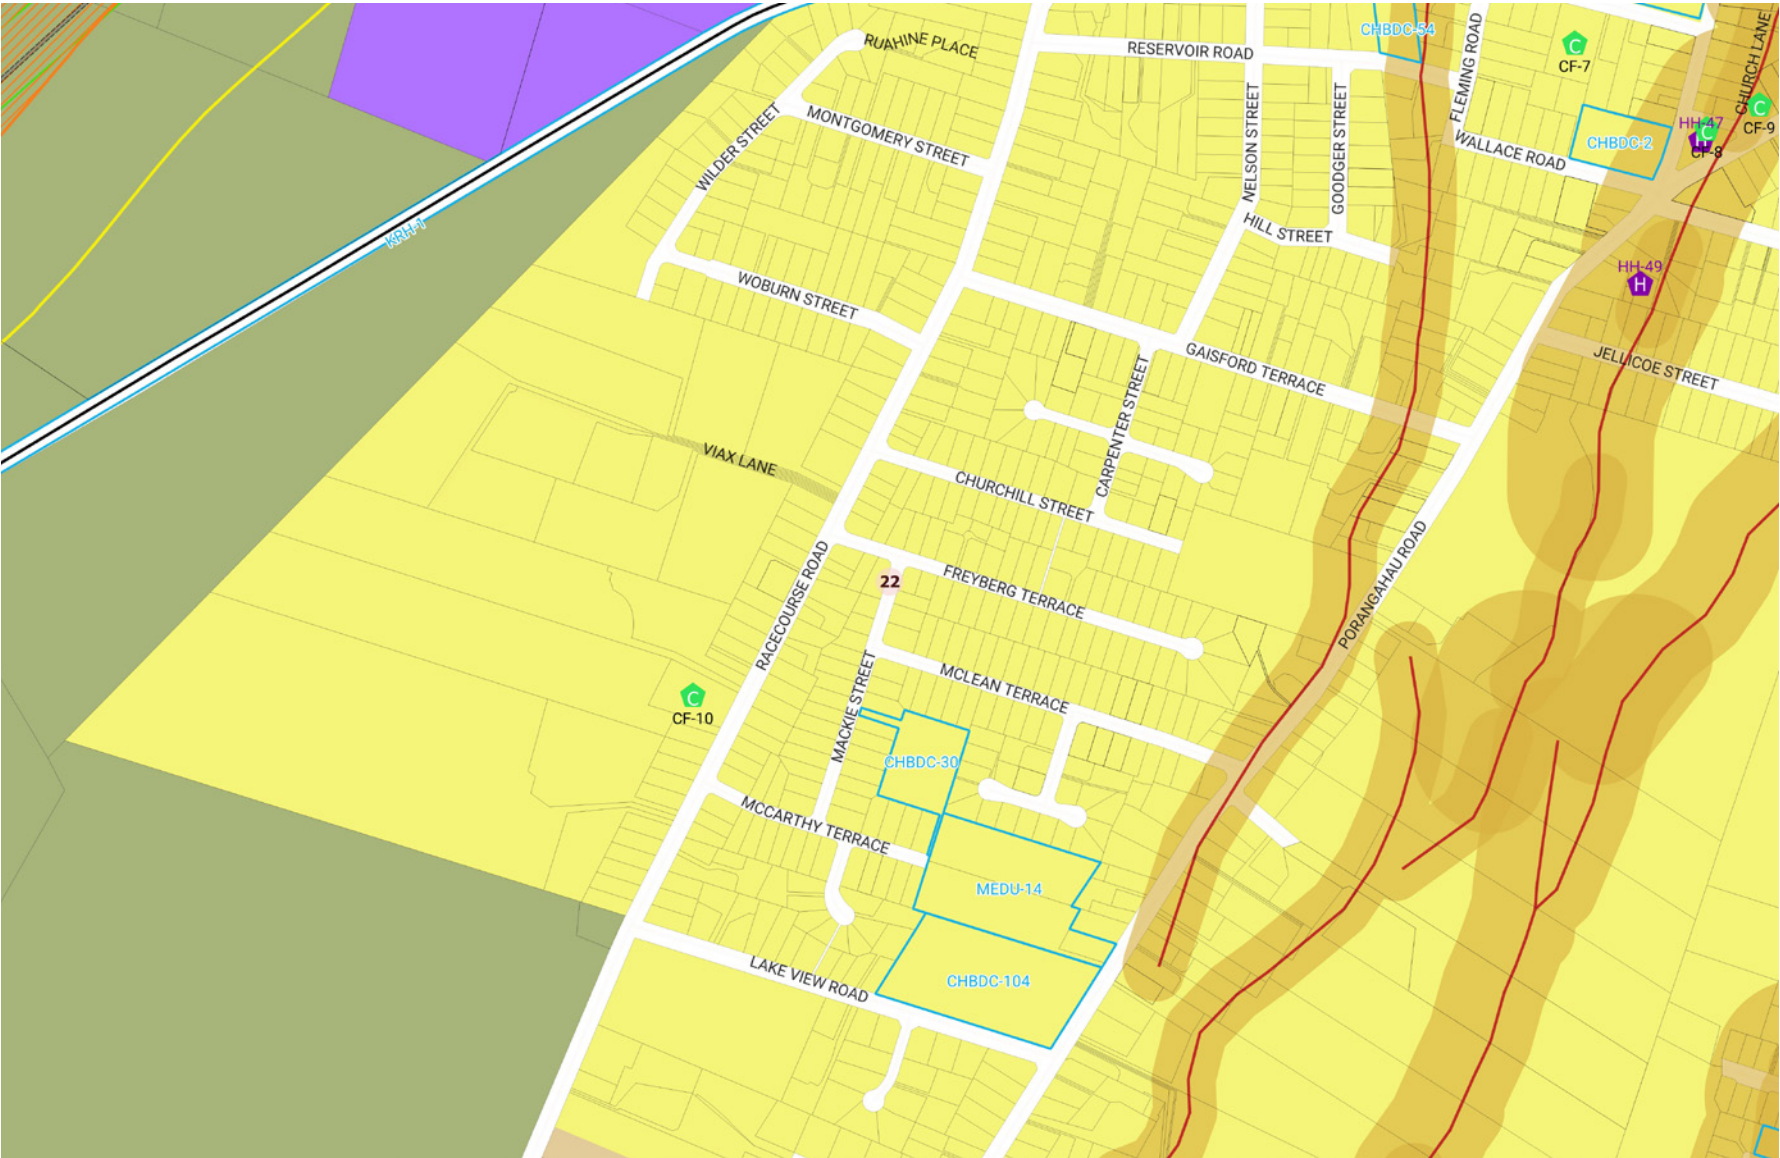 CHBDC-54
RUAHINE PLACE
RESERVOIR ROAD
FLEMING ROAD
C
CF-7
CHURCH LANE
C
CF-9
WILDER STREET
MONTGOMERY STREET
NELSON STREET
GOODGER STREET
WALLACE ROAD
CHBDC-2
HH-47
C
CF-8
KRH-1
HILL STREET
HH-49
H
WOBURN STREET
GAISFORD TERRACE
JELLICOE STREET
CARPENTER STREET
VIAX LANE
CHURCHILL STREET
RACECOURSE ROAD
22
FREYBERG TERRACE
PORANGAHAU ROAD
C
CF-10
MACKIE STREET
MCLEAN TERRACE
CHBDC-30
MCCARTHY TERRACE
MEDU-14
LAKE VIEW ROAD
CHBDC-104